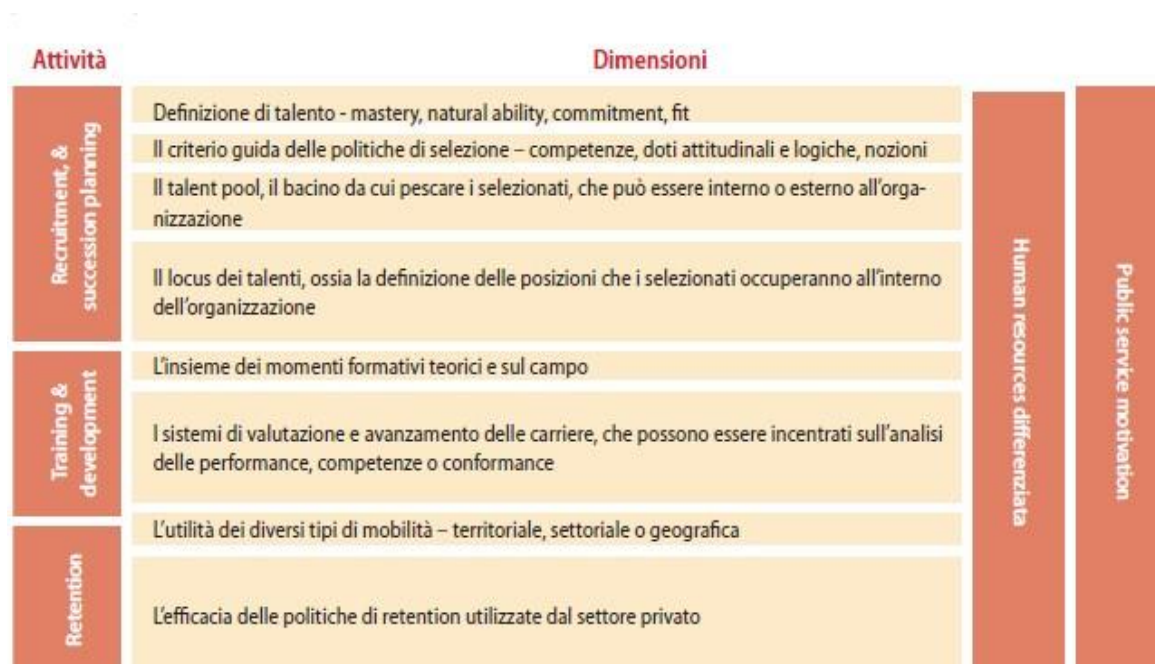 Attività
Dimensioni
Recruitment, &
succession planning
Definizione di talento - mastery, natural ability, commitment, fit
Il criterio guida delle politiche di selezione – competenze, doti attitudinali e logiche, nozioni
Il talent pool, il bacino da cui pescare i selezionati, che può essere interno o esterno all'orga-
nizzazione
Il locus dei talenti, ossia la definizione delle posizioni che i selezionati occuperanno all'interno
dell'organizzazione
Training &
development
L'insieme dei momenti formativi teorici e sul campo
I sistemi di valutazione e avanzamento delle carriere, che possono essere incentrati sull'analisi
delle performance, competenze o conformance
Retention
L'utilità dei diversi tipi di mobilità – territoriale, settoriale o geografica
L'efficacia delle politiche di retention utilizzate dal settore privato
Human resources differenziata
Public service motivation